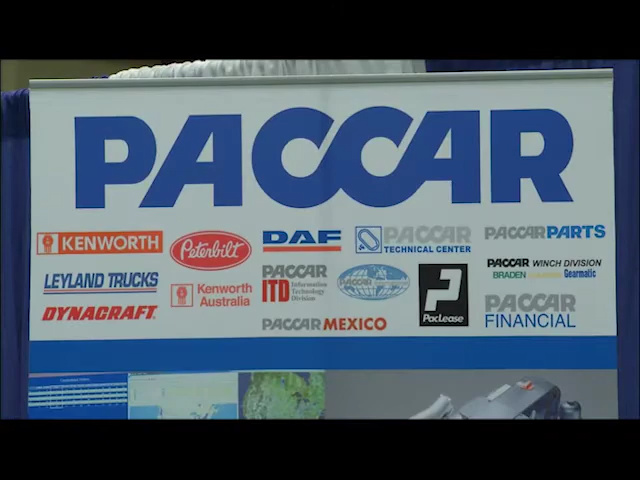 PACCAR
KENWORTH
Peterbilt
DAF
PACCAR
TECHNICAL CENTER
PACCAR PARTS
LEYLAND TRUCKS
Kenworth
Australia
PACCAR
ITD Information
Technology
Division
PACCAR
PacLease
PACCAR WINCH DIVISION
BRADEN Gearmatic
DYNACRAFT
PACCAR MEXICO
PACCAR
FINANCIAL